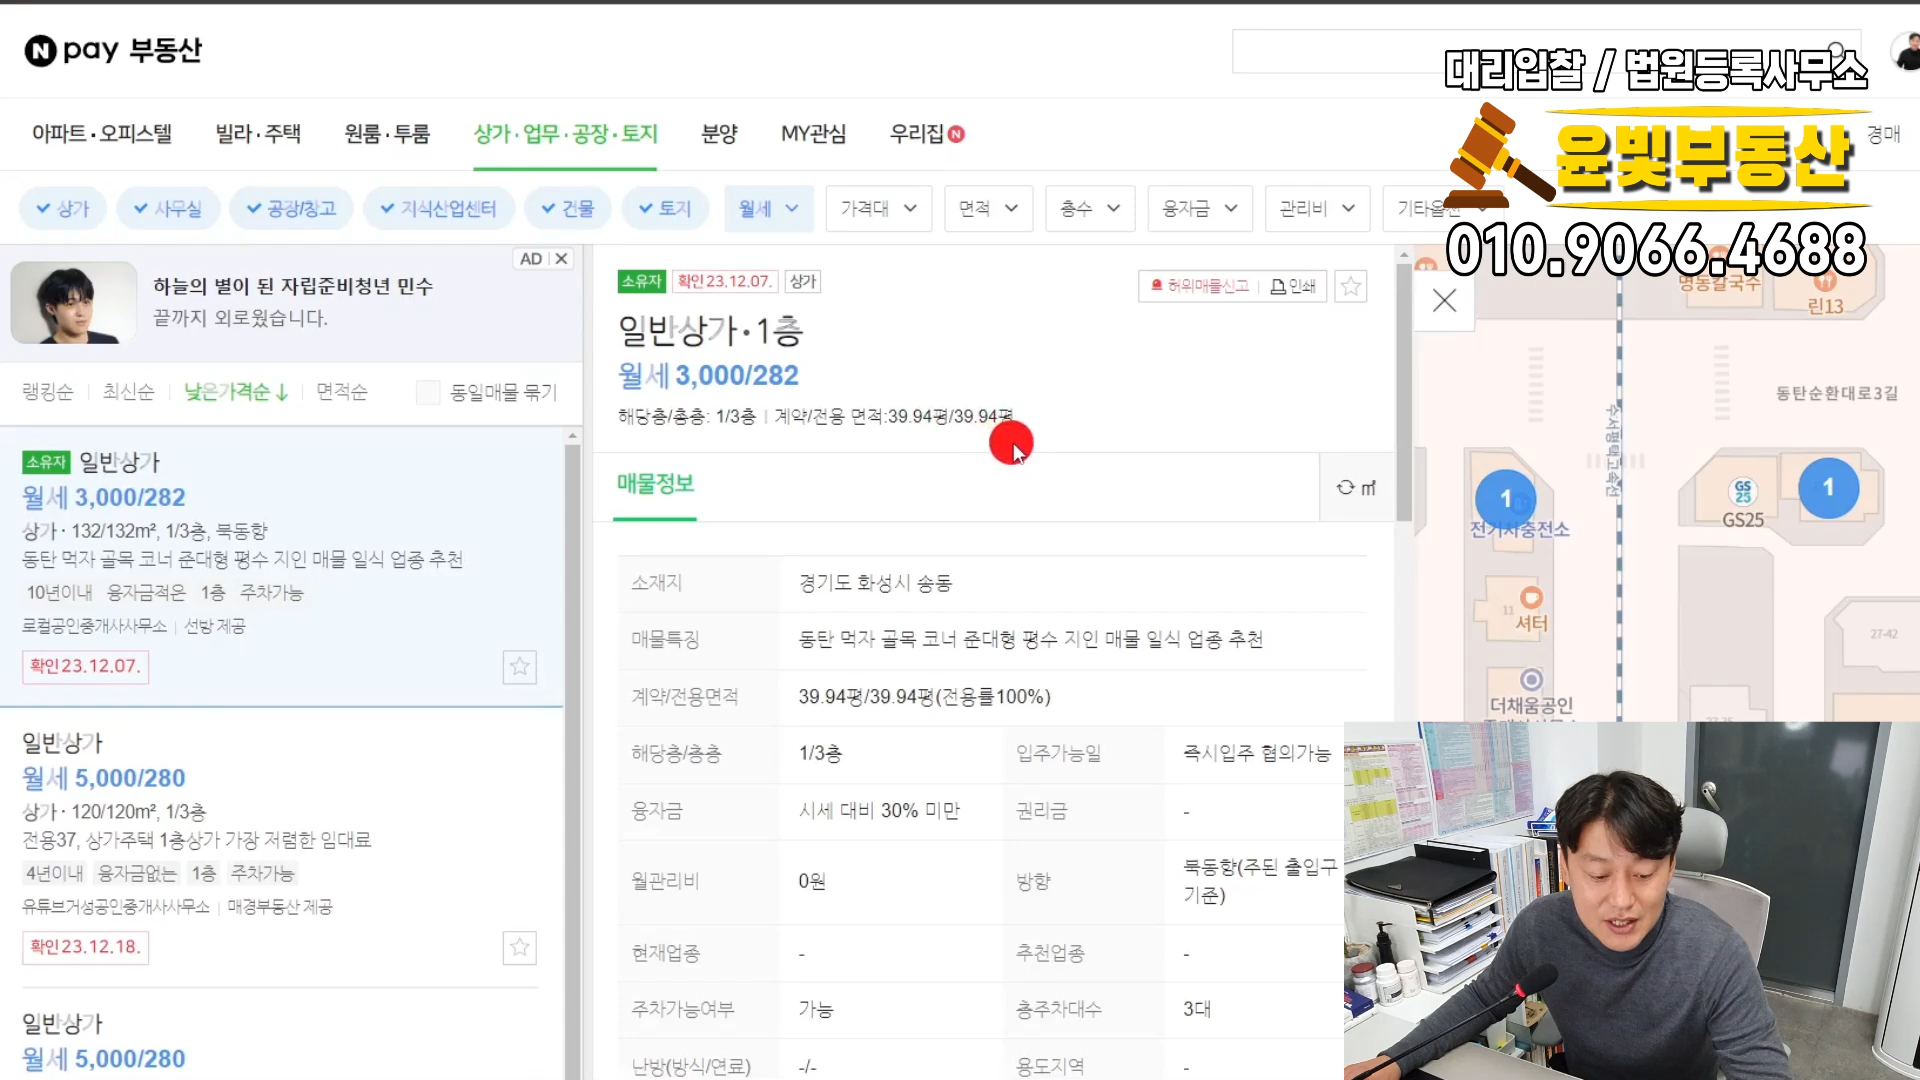 N pay 부동산
대리입찰 / 법원등록사무소
윤빛부동산
010.9066.4688
아파트·오피스텔 빌라·주택 원룸·투룸 상가·업무·공장·토지 분양 MY관심 우리집 N 경매
상가 사무실 공장/창고 지식산업센터 건물 토지 월세 가격대 면적 층수 융자금 관리비 기타옵션
AD
하늘의 별이 된 자립준비청년 민수
끝까지 외로웠습니다.
랭킹순 최신순 낮은가격순↓ 면적순 동일매물 묶기
소유자 일반상가
월세 3,000/282
상가·132/132m², 1/3층, 북동향
동탄 먹자 골목 코너 준대형 평수 지인 매물 일식 업종 추천
10년이내 융자금적은 1층 주차가능
로컬공인중개사사무소 | 선방 제공
확인 23.12.07.
일반상가
월세 5,000/280
상가·120/120m², 1/3층
전용37, 상가주택 1층상가 가장 저렴한 임대료
4년이내 융자금없는 1층 주차가능
유튜브거성공인중개사사무소 | 매경부동산 제공
확인 23.12.18.
일반상가
월세 5,000/280
소유자 확인 23.12.07. 상가
허위매물신고 | 인쇄
일반상가·1층
월세 3,000/282
해당층/총층: 1/3층 | 계약/전용 면적:39.94평/39.94평
매물정보
㎡
소재지 경기도 화성시 송동
매물특징 동탄 먹자 골목 코너 준대형 평수 지인 매물 일식 업종 추천
계약/전용면적 39.94평/39.94평(전용률100%)
해당층/총층 1/3층 입주가능일 즉시입주 협의가능
융자금 시세 대비 30% 미만 권리금 -
월관리비 0원 방향 북동향(주된 출입구 기준)
현재업종 - 추천업종 -
주차가능여부 가능 총주차대수 3대
난방(방식/연료) -/- 용도지역 -
명동칼국수
린13
동탄순환대로3길
수서평택고속선
1
전기차충전소
GS25
GS25
1
11
셔터
27-42
더채움공인